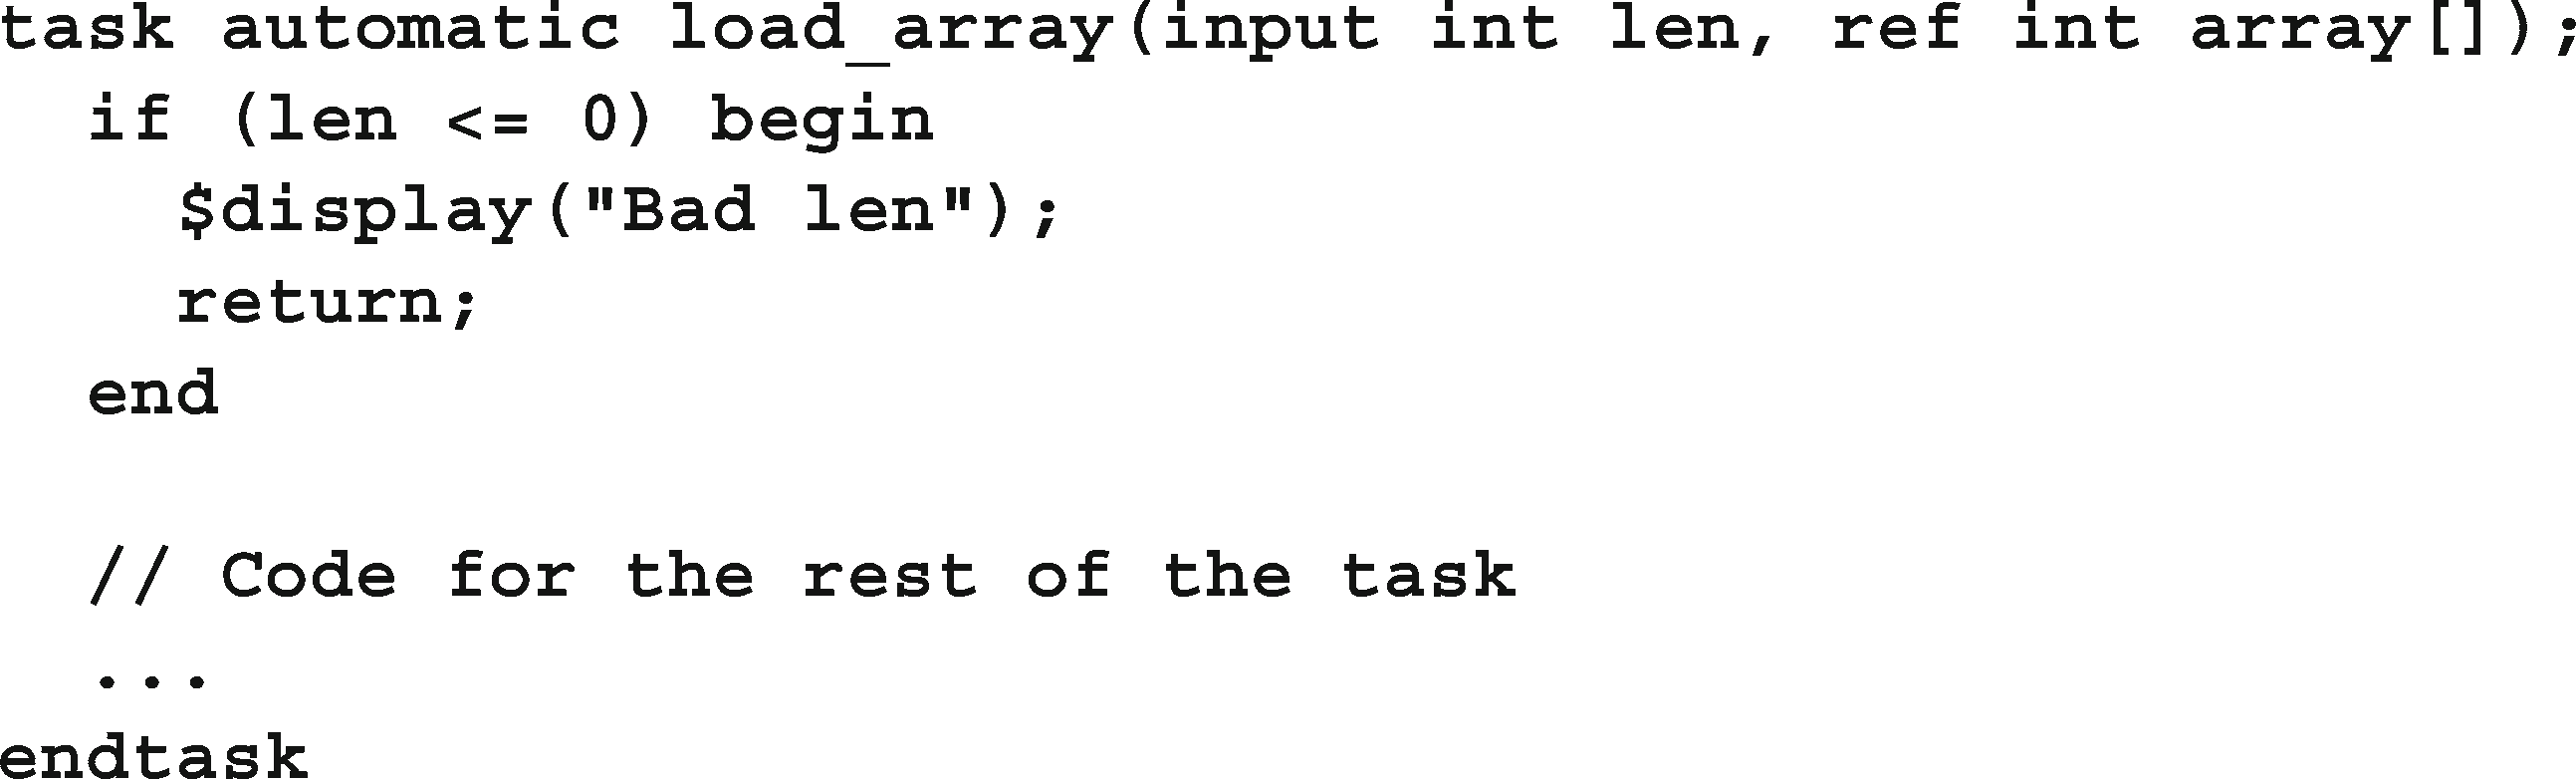 task automatic load_array(input int len, ref int array[]);
  if (len <= 0) begin
    $display("Bad len");
    return;
  end

  // Code for the rest of the task
  ...
endtask